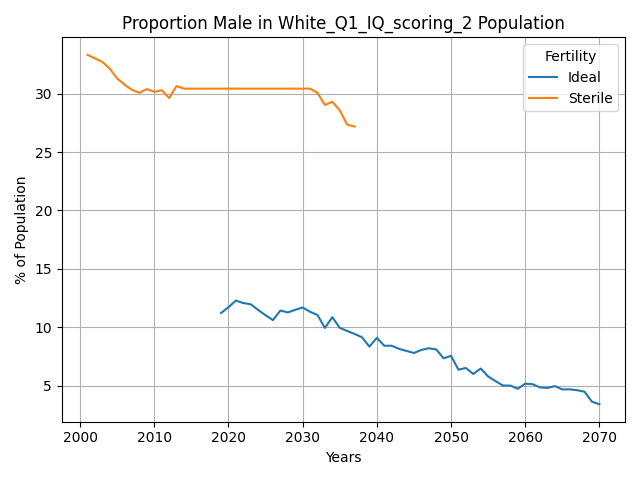 Proportion Male in White_Q1_IQ_scoring_2 Population
Fertility
Ideal
Sterile
% of Population
30
25
20
15
10
5
2000 2010 2020 2030 2040 2050 2060 2070
Years